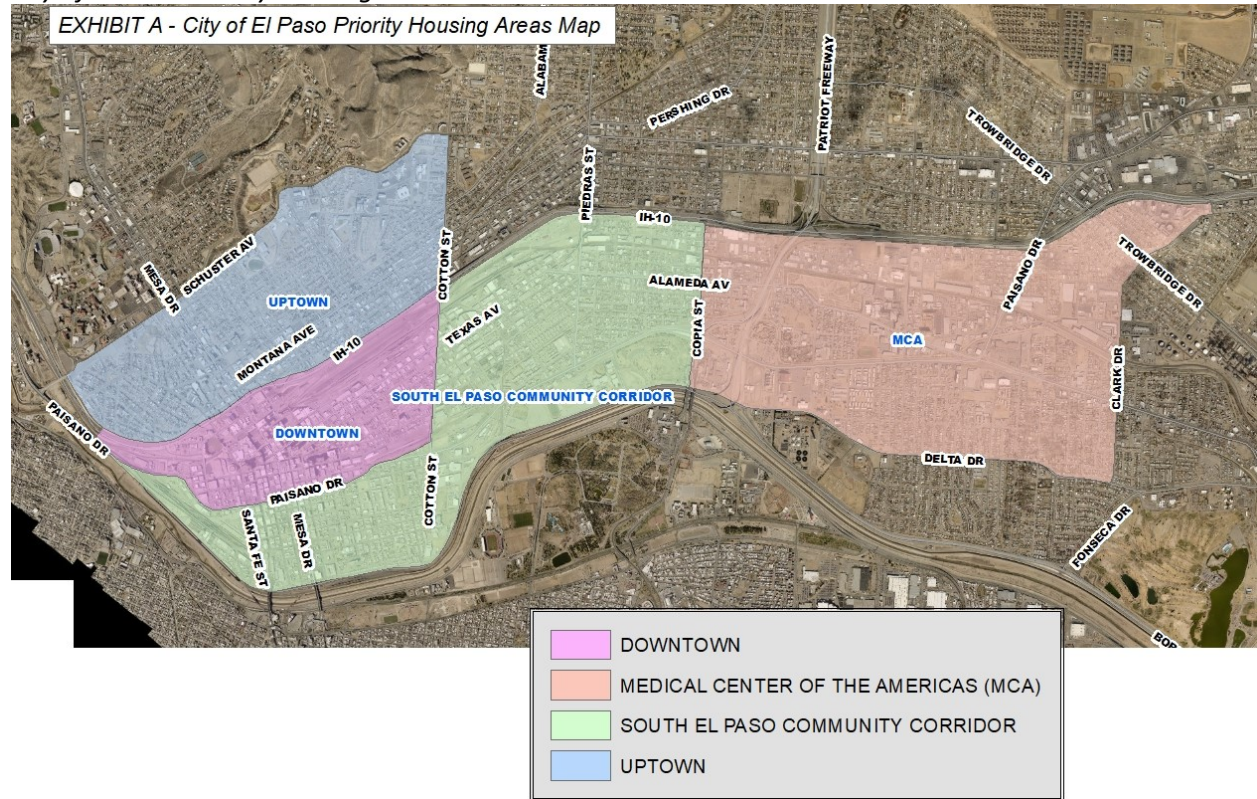 EXHIBIT A - City of El Paso Priority Housing Areas Map
ALABAM
PERSHING DR
PATRIOT FREEWAY
TROWBRIDGE DR
PIEDRAS ST
IH-10
COTTON ST
SCHUSTER AV
MESA DR
UPTOWN
MONTANA AVE
IH-10
TEXAS AV
ALAMEDA AV
COPIA ST
PAISANO DR
TROWBRIDGE DR
MCA
CLARK DR
SOUTH EL PASO COMMUNITY CORRIDOR
PAISANO DR
DOWNTOWN
PAISANO DR
COTTON ST
DELTA DR
SANTA FE ST
MESA DR
FONSECA DR
BOR
DOWNTOWN
MEDICAL CENTER OF THE AMERICAS (MCA)
SOUTH EL PASO COMMUNITY CORRIDOR
UPTOWN